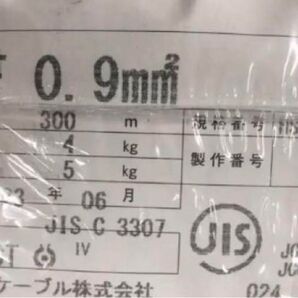 0.9mm²
300 m 規格番号
4 kg
5 kg 製作番号
3 年 06 月
JIS C 3307
IV JIS
ケーブル株式会社 024